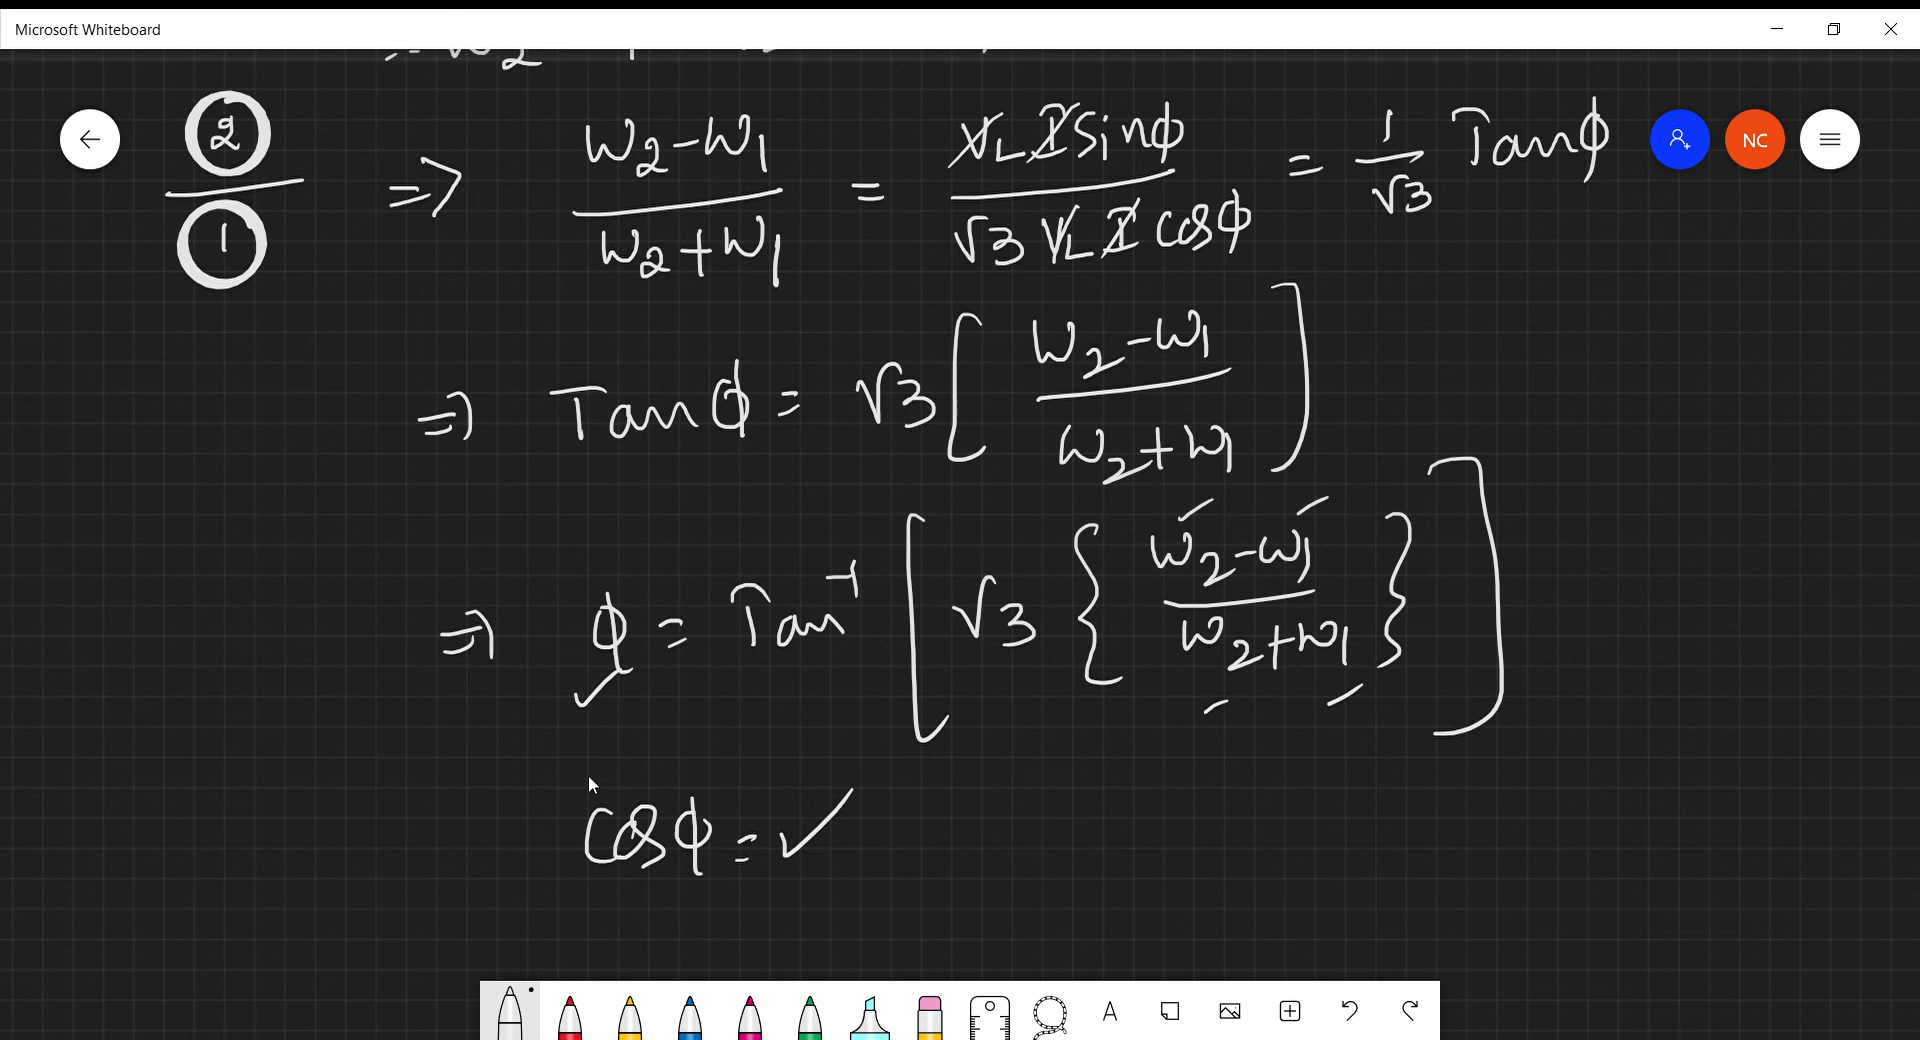 Microsoft Whiteboard
2/1 => (W2-W1)/(W2+W1) = (VL I Sinϕ)/(√3 VL I cosϕ) = 1/√3 Tanϕ
NC
=> Tanϕ = √3 [(W2-W1)/(W2+W1)]
=> ϕ = Tan⁻¹ [√3 {(W2-W1)/(W2+W1)}]
cosϕ = ✓
A